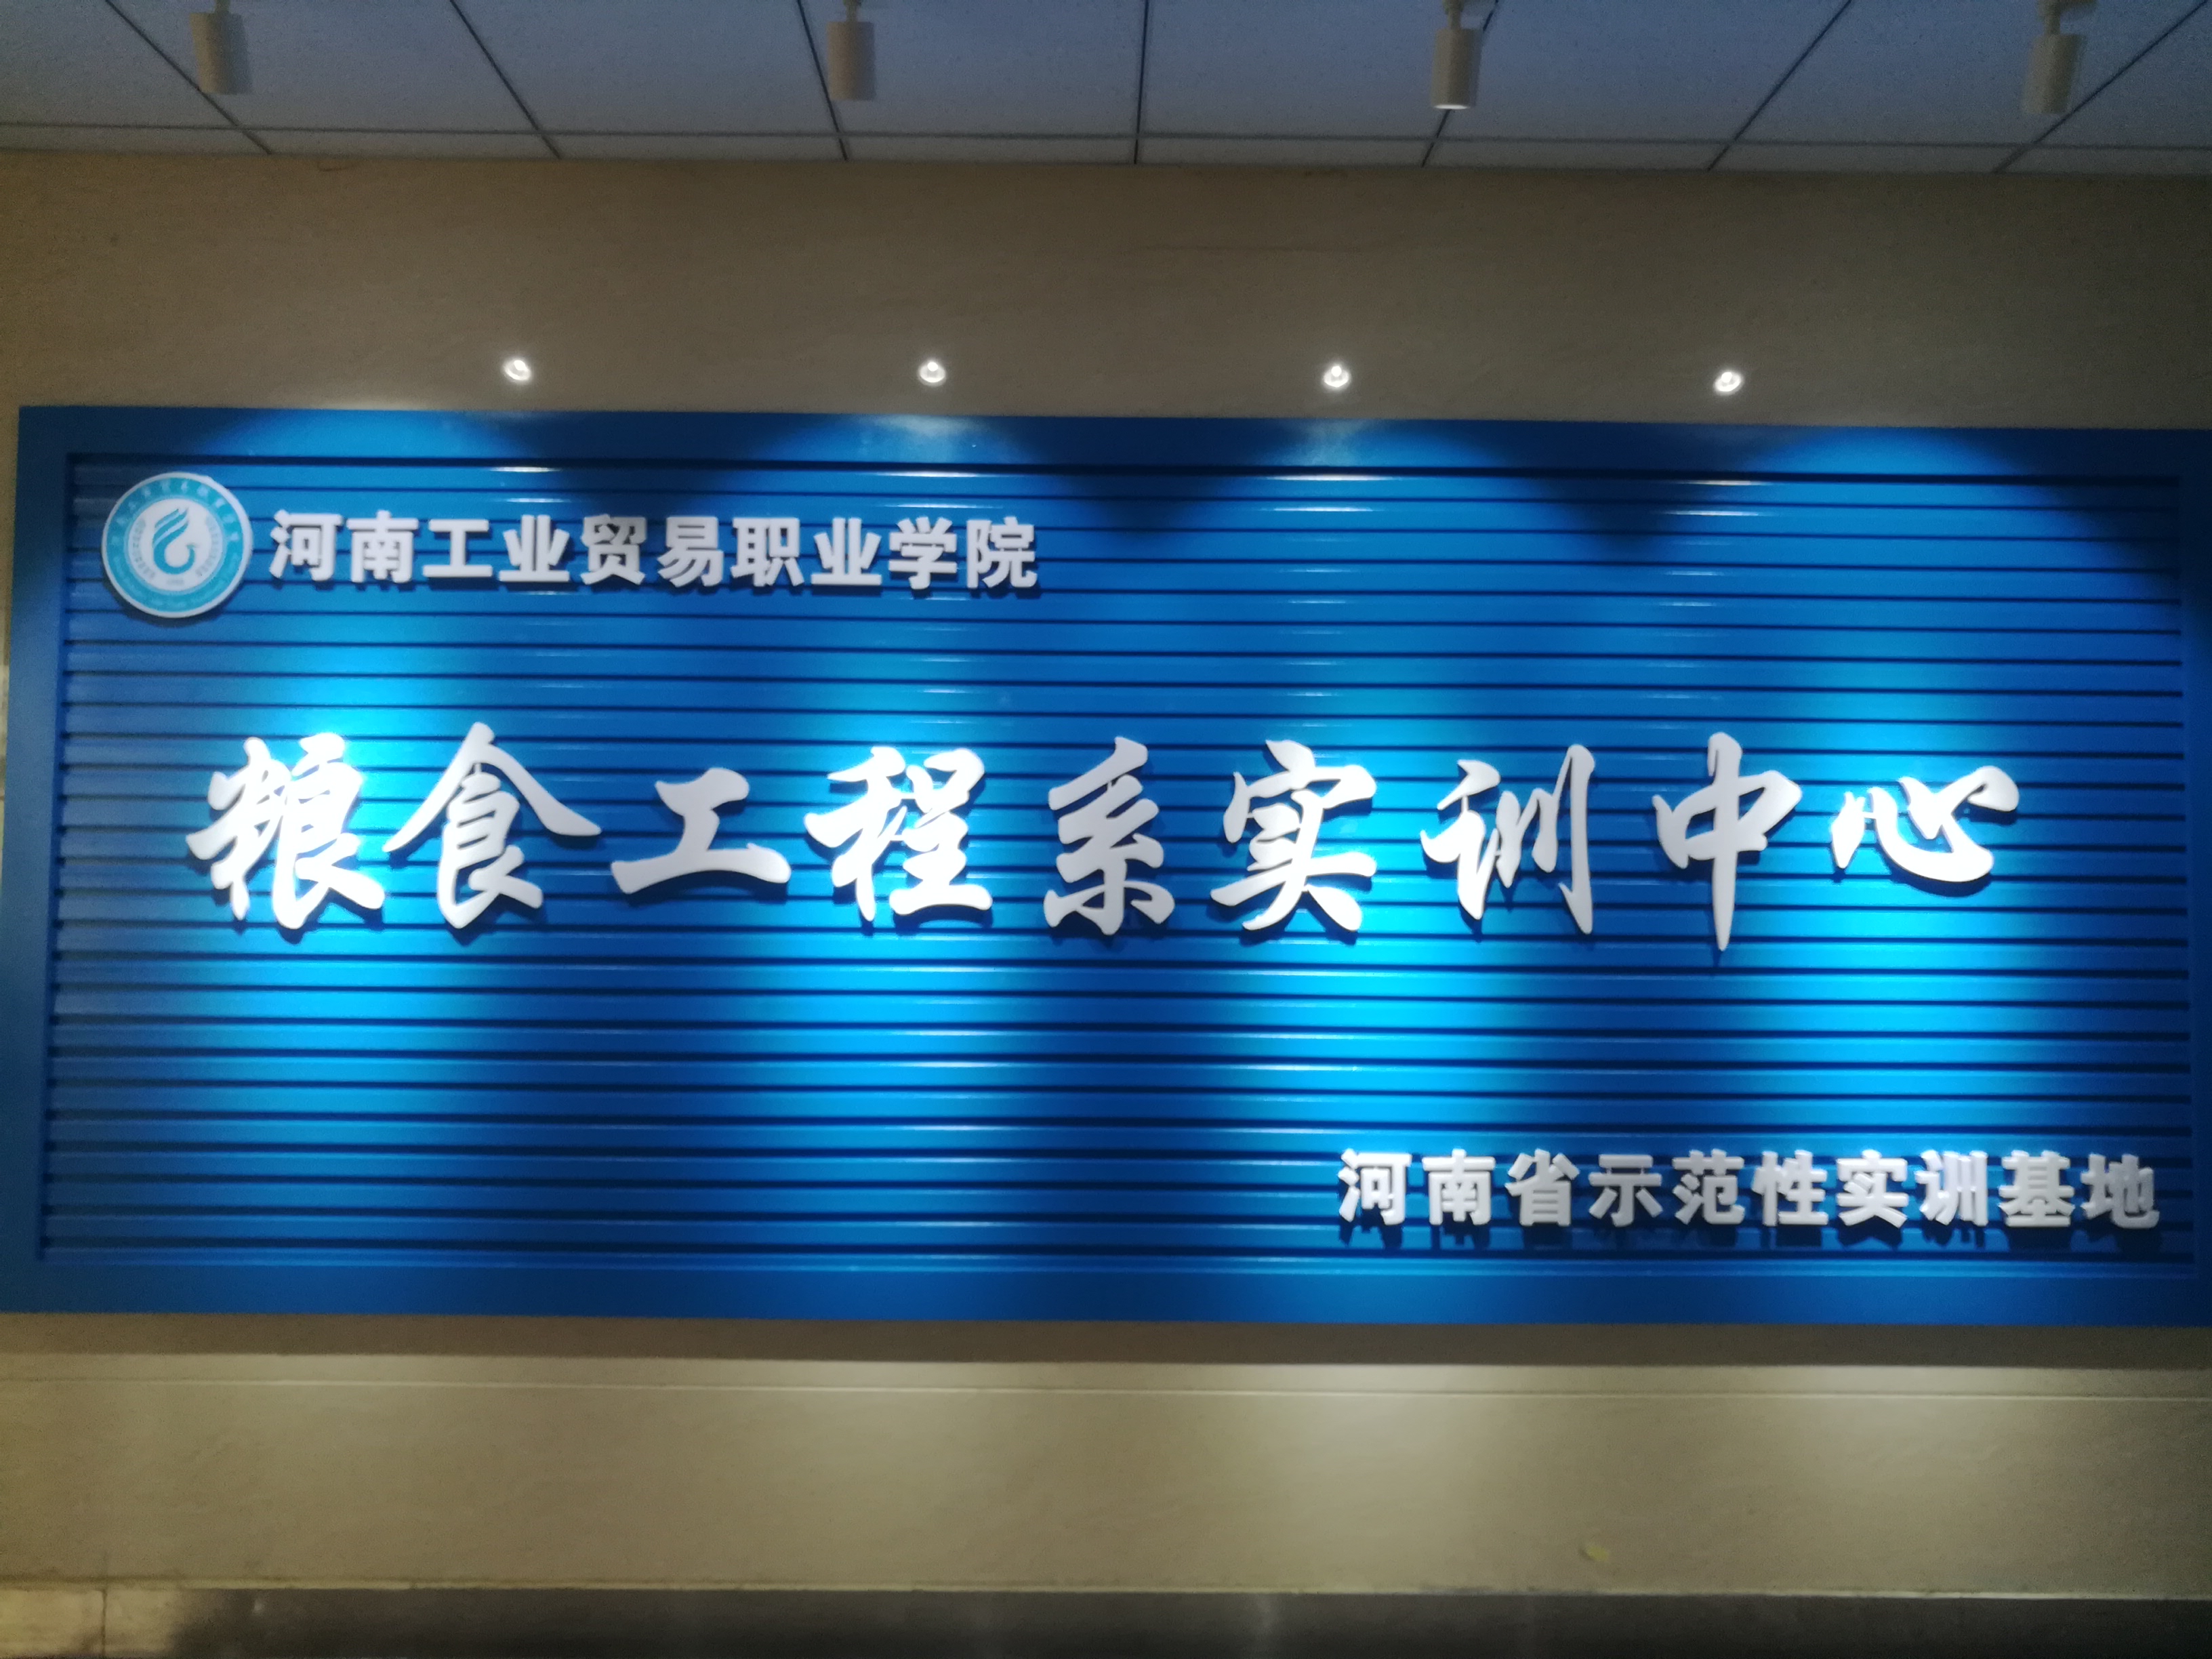 河南工业贸易职业学院
粮食工程系实训中心
河南省示范性实训基地